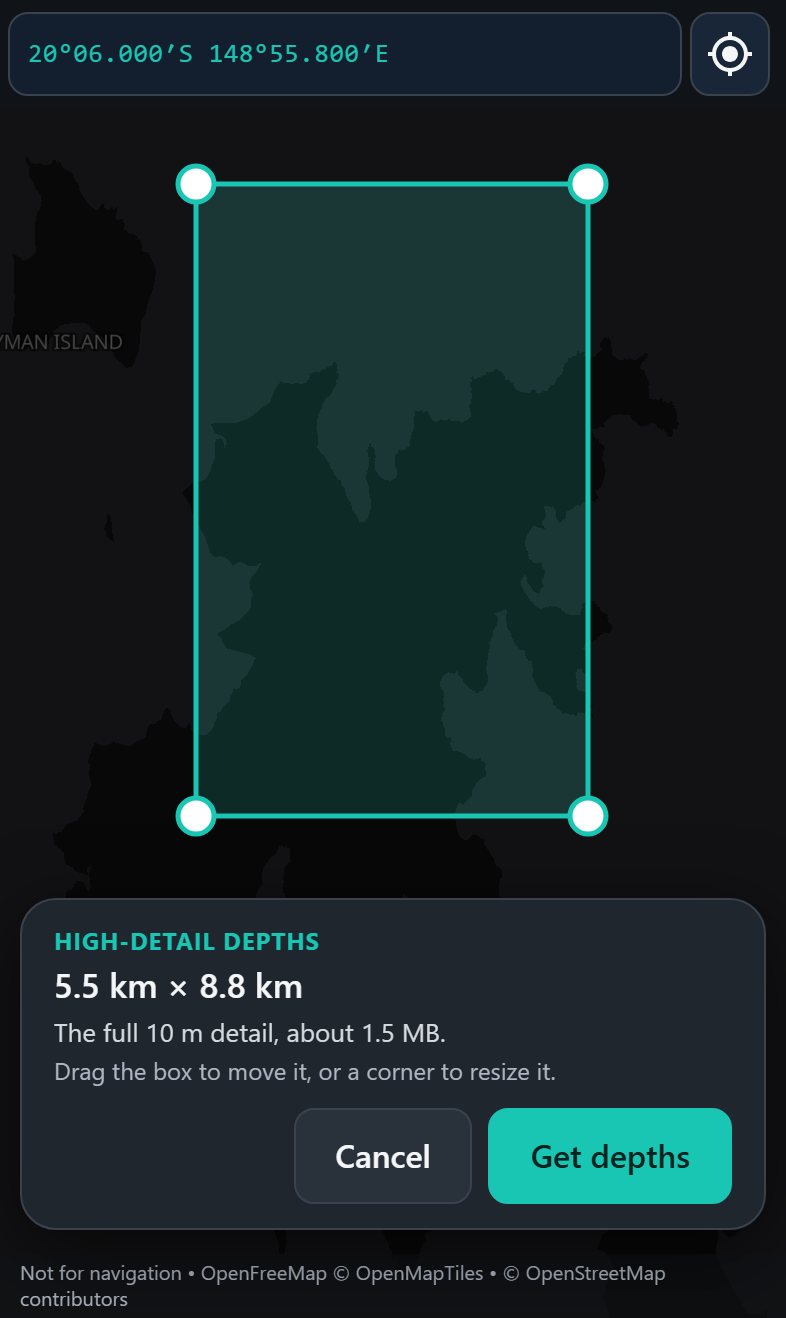 20°06.000’S 148°55.800’E
YMAN ISLAND
HIGH-DETAIL DEPTHS
5.5 km × 8.8 km
The full 10 m detail, about 1.5 MB.
Drag the box to move it, or a corner to resize it.
Cancel Get depths
Not for navigation • OpenFreeMap © OpenMapTiles • © OpenStreetMap
contributors